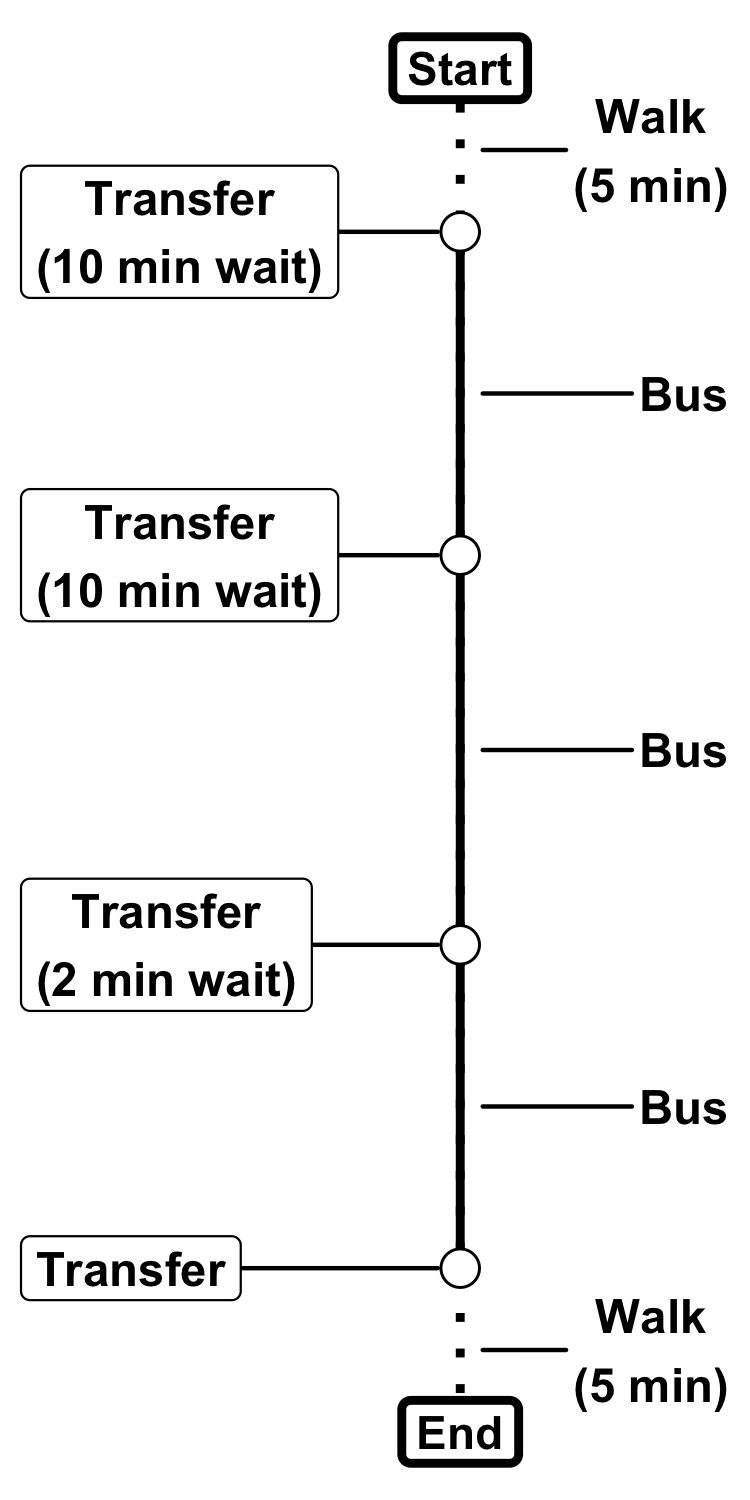 Start
Walk
(5 min)
Transfer
(10 min wait)
Bus
Transfer
(10 min wait)
Bus
Transfer
(2 min wait)
Bus
Transfer
Walk
(5 min)
End